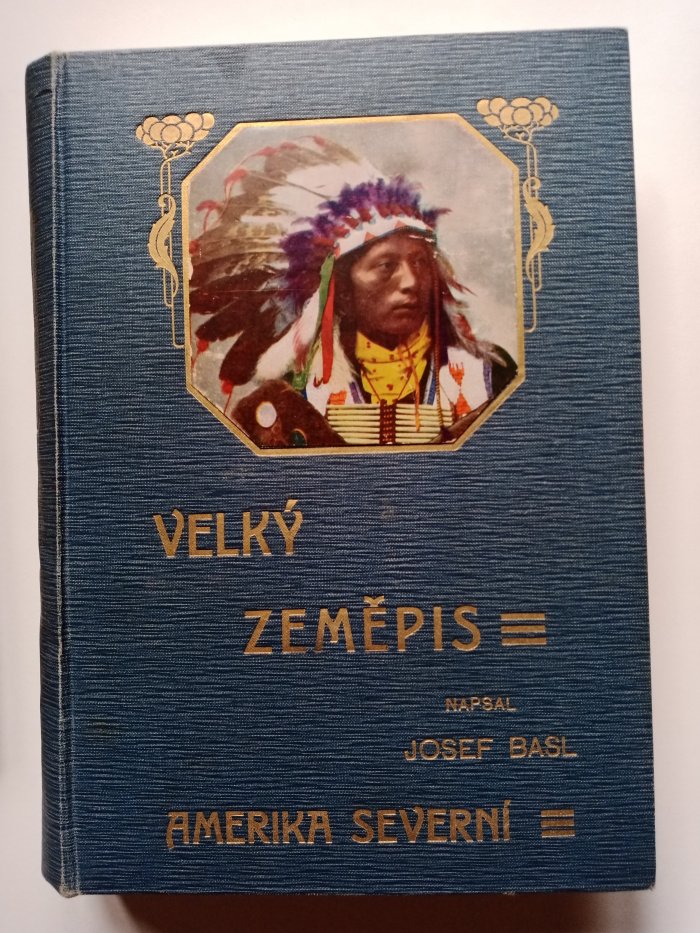 VELKÝ
ZEMĚPIS
NAPSAL
JOSEF BASL
AMERIKA SEVERNÍ